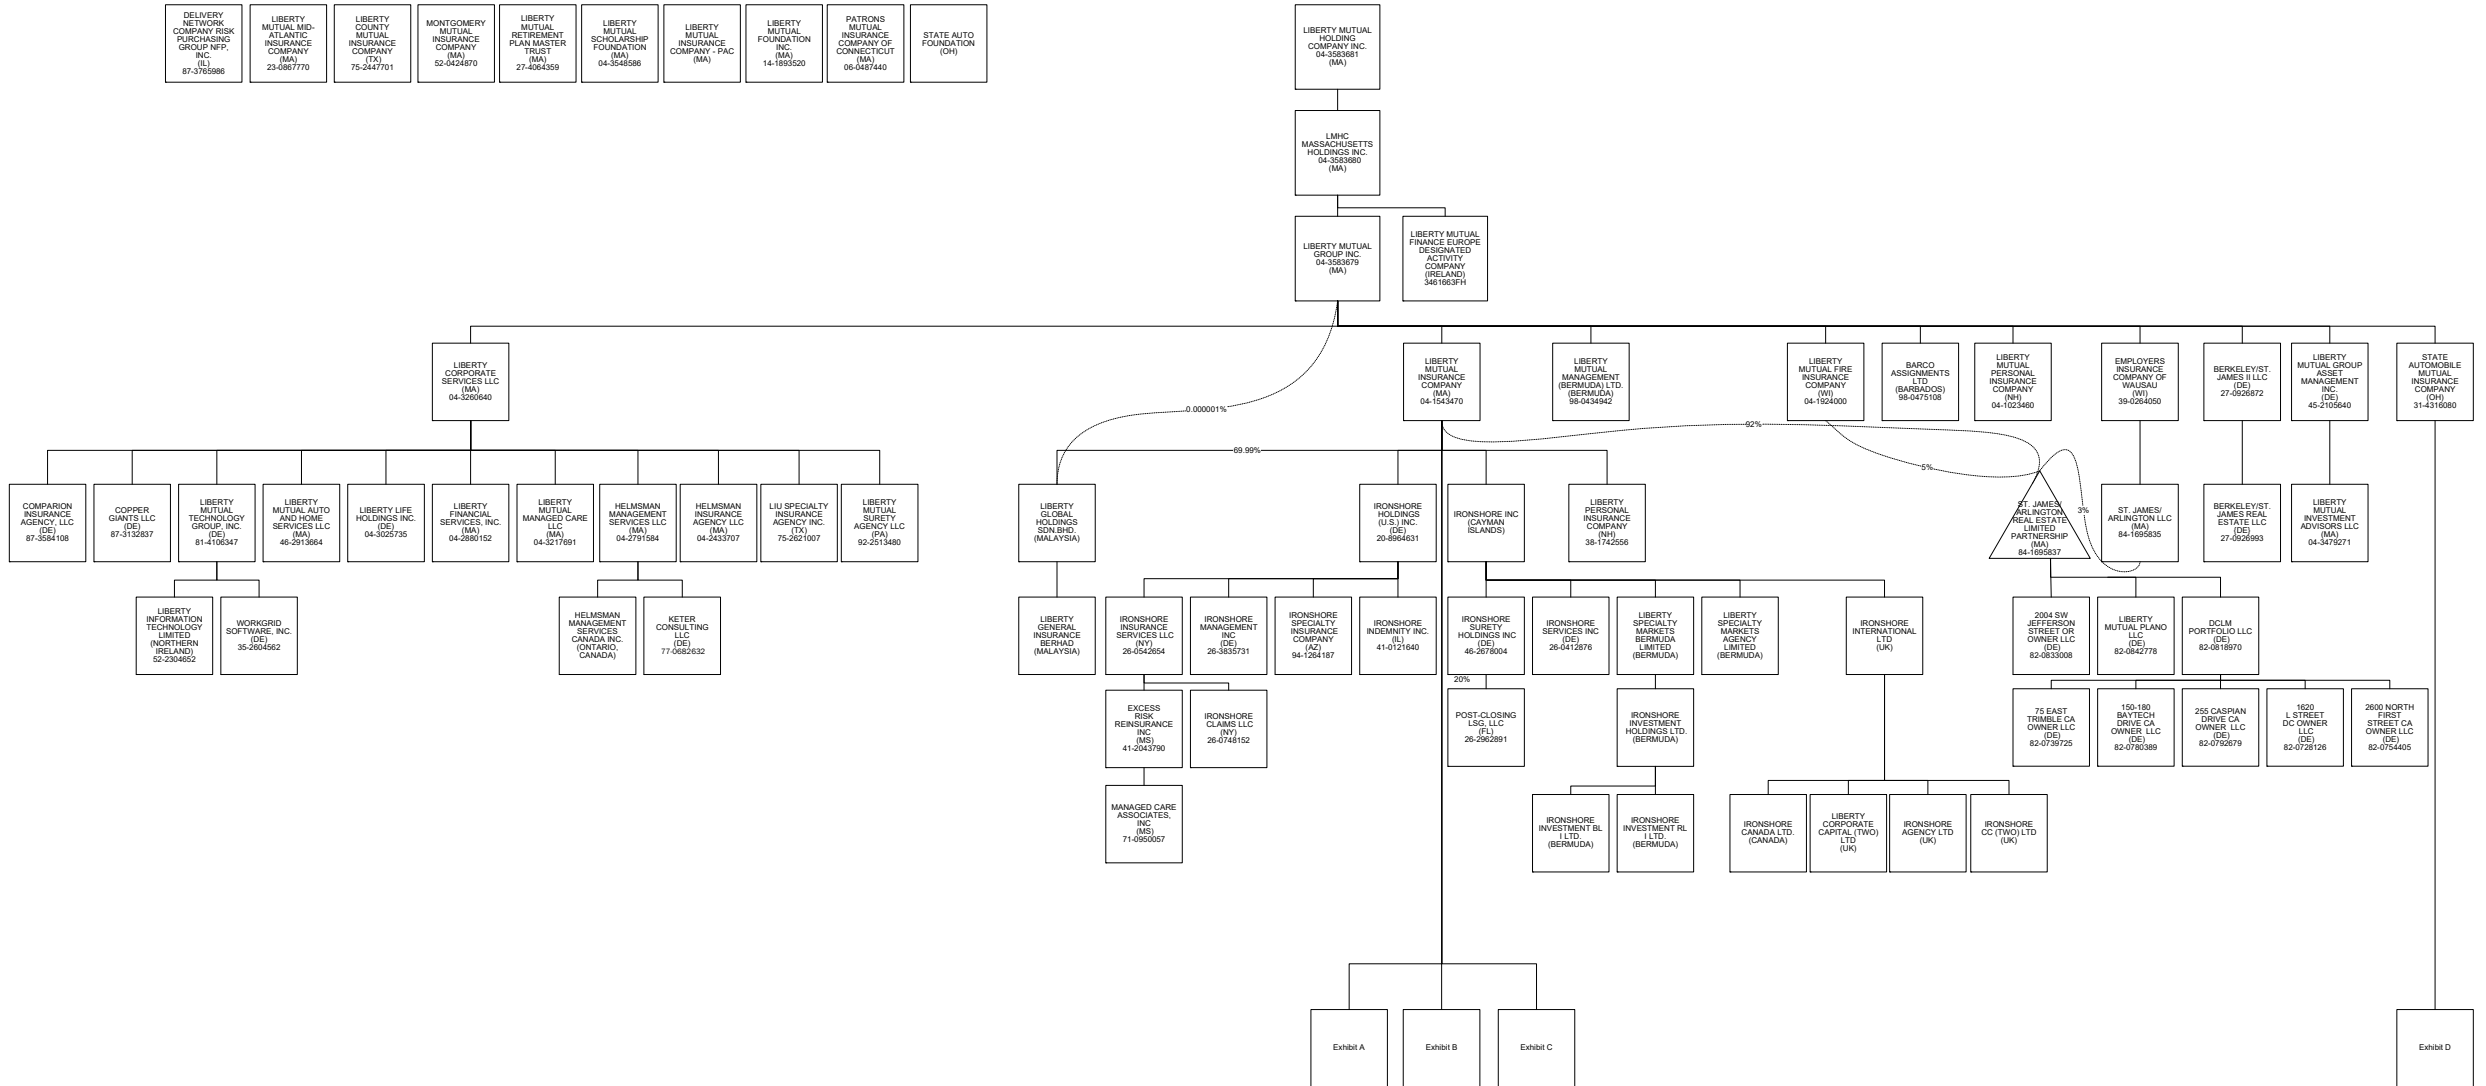 DELIVERY
NETWORK
COMPANY RISK
PURCHASING
GROUP NFP,
INC.
(IL)
87-3765986
LIBERTY
MUTUAL MID-
ATLANTIC
INSURANCE
COMPANY
(MA)
23-0867770
LIBERTY
COUNTY
MUTUAL
INSURANCE
COMPANY
(TX)
75-2447701
MONTGOMERY
MUTUAL
INSURANCE
COMPANY
(MA)
52-0424870
LIBERTY
MUTUAL
RETIREMENT
PLAN MASTER
TRUST
(MA)
27-4064359
LIBERTY
MUTUAL
SCHOLARSHIP
FOUNDATION
(MA)
04-3548586
LIBERTY
MUTUAL
INSURANCE
COMPANY - PAC
(MA)
LIBERTY
MUTUAL
FOUNDATION
INC.
(MA)
14-1893520
PATRONS
MUTUAL
INSURANCE
COMPANY OF
CONNECTICUT
(MA)
06-0487440
STATE AUTO
FOUNDATION
(OH)
LIBERTY MUTUAL
HOLDING
COMPANY INC.
04-3583681
(MA)
LMHC
MASSACHUSETTS
HOLDINGS INC.
04-3583680
(MA)
LIBERTY MUTUAL
GROUP INC.
04-3583679
(MA)
LIBERTY MUTUAL
FINANCE EUROPE
DESIGNATED
ACTIVITY
COMPANY
(IRELAND)
3461663FH
LIBERTY
CORPORATE
SERVICES LLC
(MA)
04-3260640
LIBERTY
MUTUAL
INSURANCE
COMPANY
(MA)
04-1543470
LIBERTY
MUTUAL
MANAGEMENT
(BERMUDA) LTD.
(BERMUDA)
98-0434942
LIBERTY
MUTUAL FIRE
INSURANCE
COMPANY
(WI)
04-1924000
BARCO
ASSIGNMENTS
LTD
(BARBADOS)
98-0475108
LIBERTY
MUTUAL
PERSONAL
INSURANCE
COMPANY
(NH)
04-1023460
EMPLOYERS
INSURANCE
COMPANY OF
WAUSAU
(WI)
39-0264050
BERKELEY/ST.
JAMES II LLC
(DE)
27-0926872
LIBERTY
MUTUAL GROUP
ASSET
MANAGEMENT
INC.
(DE)
45-2105640
STATE
AUTOMOBILE
MUTUAL
INSURANCE
COMPANY
(OH)
31-4316080
0.000001%
92%
69.99%
5%
COMPARION
INSURANCE
AGENCY, LLC
(DE)
87-3584108
COPPER
GIANTS LLC
(DE)
87-3132837
LIBERTY
MUTUAL
TECHNOLOGY
GROUP, INC.
(DE)
81-4106347
LIBERTY
MUTUAL AUTO
AND HOME
SERVICES LLC
(MA)
46-2913664
LIBERTY LIFE
HOLDINGS INC.
(DE)
04-3025735
LIBERTY
FINANCIAL
SERVICES, INC.
(MA)
04-2880152
LIBERTY
MUTUAL
MANAGED CARE
LLC
(MA)
04-3217691
HELMSMAN
MANAGEMENT
SERVICES LLC
(MA)
04-2791584
HELMSMAN
INSURANCE
AGENCY LLC
(MA)
04-2433707
LIU SPECIALTY
INSURANCE
AGENCY INC.
(TX)
75-2621007
LIBERTY
MUTUAL
SURETY
AGENCY LLC
(PA)
92-2513480
LIBERTY
GLOBAL
HOLDINGS
SDN.BHD.
(MALAYSIA)
IRONSHORE
HOLDINGS
(U.S.) INC.
(DE)
20-8964631
IRONSHORE INC
(CAYMAN
ISLANDS)
LIBERTY
PERSONAL
INSURANCE
COMPANY
(NH)
38-1742556
ST. JAMES/
ARLINGTON
REAL ESTATE
LIMITED
PARTNERSHIP
(MA)
84-1695837
3%
ST. JAMES/
ARLINGTON LLC
(MA)
84-1695835
BERKELEY/ST.
JAMES REAL
ESTATE LLC
(DE)
27-0926993
LIBERTY
MUTUAL
INVESTMENT
ADVISORS LLC
(MA)
04-3479271
LIBERTY
INFORMATION
TECHNOLOGY
LIMITED
(NORTHERN
IRELAND)
52-2304652
WORKGRID
SOFTWARE, INC.
(DE)
35-2604562
HELMSMAN
MANAGEMENT
SERVICES
CANADA INC.
(ONTARIO,
CANADA)
KETER
CONSULTING
LLC
(DE)
77-0682632
LIBERTY
GENERAL
INSURANCE
BERHAD
(MALAYSIA)
IRONSHORE
INSURANCE
SERVICES LLC
(NY)
26-0542654
IRONSHORE
MANAGEMENT
INC
(DE)
26-3835731
IRONSHORE
SPECIALTY
INSURANCE
COMPANY
(AZ)
94-1264187
IRONSHORE
INDEMNITY INC.
(IL)
41-0121640
IRONSHORE
SURETY
HOLDINGS INC
(DE)
46-2678004
IRONSHORE
SERVICES INC
(DE)
26-0412876
LIBERTY
SPECIALTY
MARKETS
BERMUDA
LIMITED
(BERMUDA)
LIBERTY
SPECIALTY
MARKETS
AGENCY
LIMITED
(BERMUDA)
IRONSHORE
INTERNATIONAL
LTD
(UK)
2004 SW
JEFFERSON
STREET OR
OWNER LLC
(DE)
82-0833008
LIBERTY
MUTUAL PLANO
LLC
(DE)
82-0842778
DCLM
PORTFOLIO LLC
(DE)
82-0818970
20%
EXCESS
RISK
REINSURANCE
INC
(MS)
41-2043790
IRONSHORE
CLAIMS LLC
(NY)
26-0748152
POST-CLOSING
LSG, LLC
(FL)
26-2962891
IRONSHORE
INVESTMENT
HOLDINGS LTD.
(BERMUDA)
75 EAST
TRIMBLE CA
OWNER LLC
(DE)
82-0739725
150-180
BAYTECH
DRIVE CA
OWNER LLC
(DE)
82-0780389
255 CASPIAN
DRIVE CA
OWNER LLC
(DE)
82-0792679
1620
L STREET
DC OWNER
LLC
(DE)
82-0728126
2600 NORTH
FIRST
STREET CA
OWNER LLC
(DE)
82-0754405
MANAGED CARE
ASSOCIATES,
INC
(MS)
71-0950057
IRONSHORE
INVESTMENT BL
I LTD.
(BERMUDA)
IRONSHORE
INVESTMENT RL
I LTD.
(BERMUDA)
IRONSHORE
CANADA LTD.
(CANADA)
LIBERTY
CORPORATE
CAPITAL (TWO)
LTD
(UK)
IRONSHORE
AGENCY LTD
(UK)
IRONSHORE
CC (TWO) LTD
(UK)
Exhibit A
Exhibit B
Exhibit C
Exhibit D